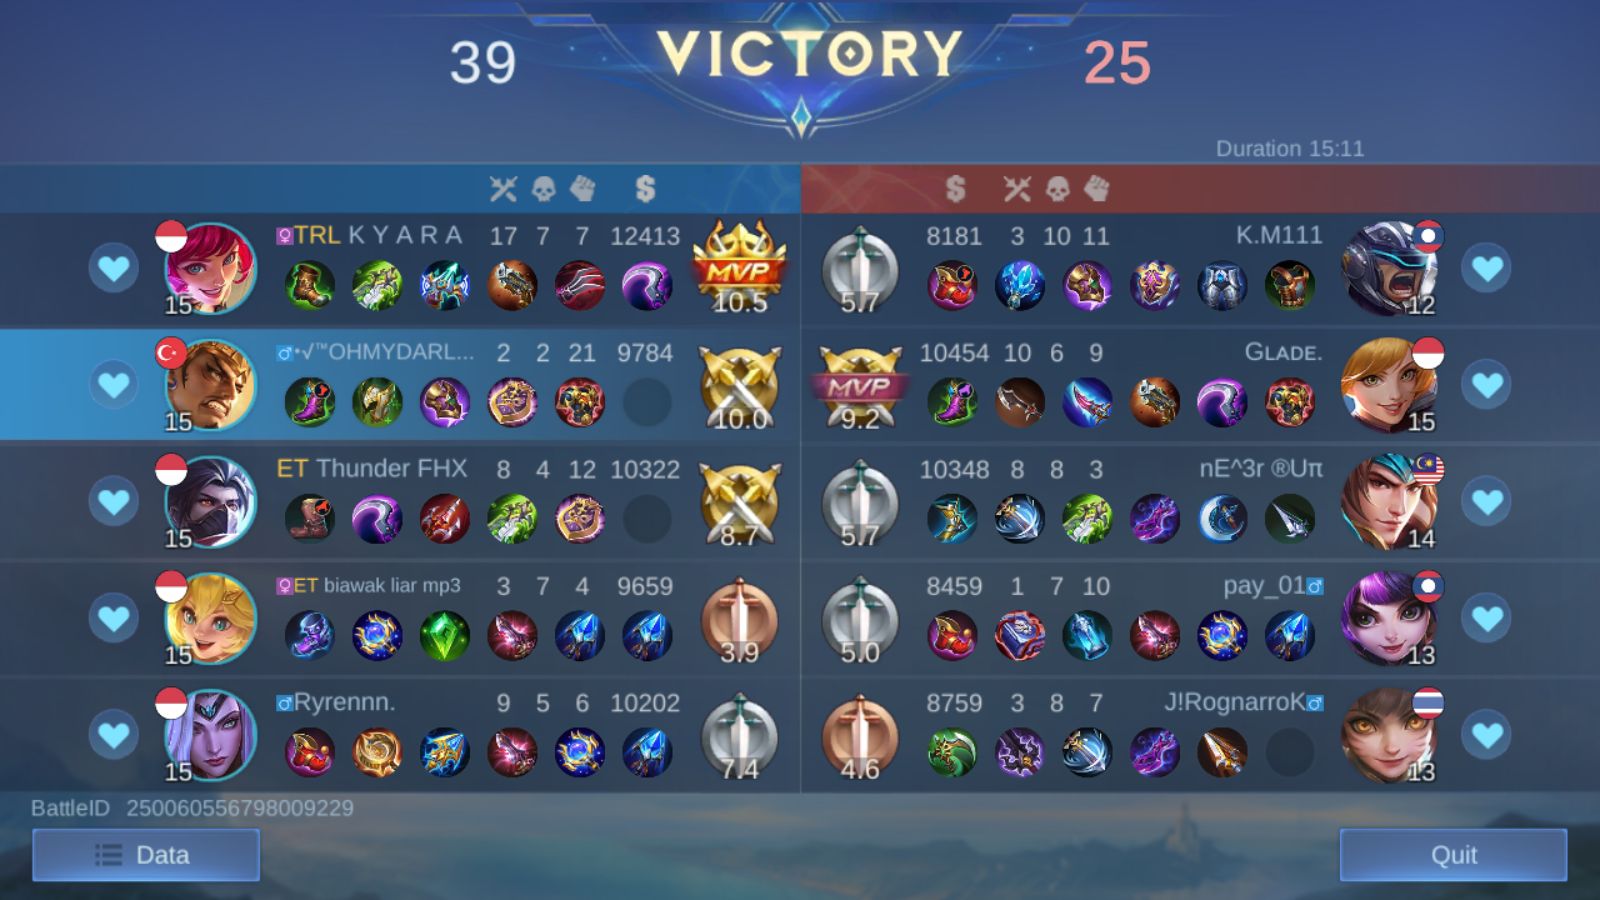 39 VICTORY 25
Duration 15:11
TRL K Y A R A 17 7 7 12413
15
MVP
10.5
8181 3 10 11 K.M111
5.7
12
•√™OHMYDARL... 2 2 21 9784
15
10.0
10454 10 6 9 GLADE.
MVP
9.2
15
ET Thunder FHX 8 4 12 10322
15
8.7
10348 8 8 3 nE^3r ®Uπ
5.7
14
ET biawak liar mp3 3 7 4 9659
15
3.9
8459 1 7 10 pay_01
5.0
13
Ryrennn. 9 5 6 10202
15
7.4
8759 3 8 7 J!RognarroK
4.6
13
BattleID 250060556798009229
Data
Quit